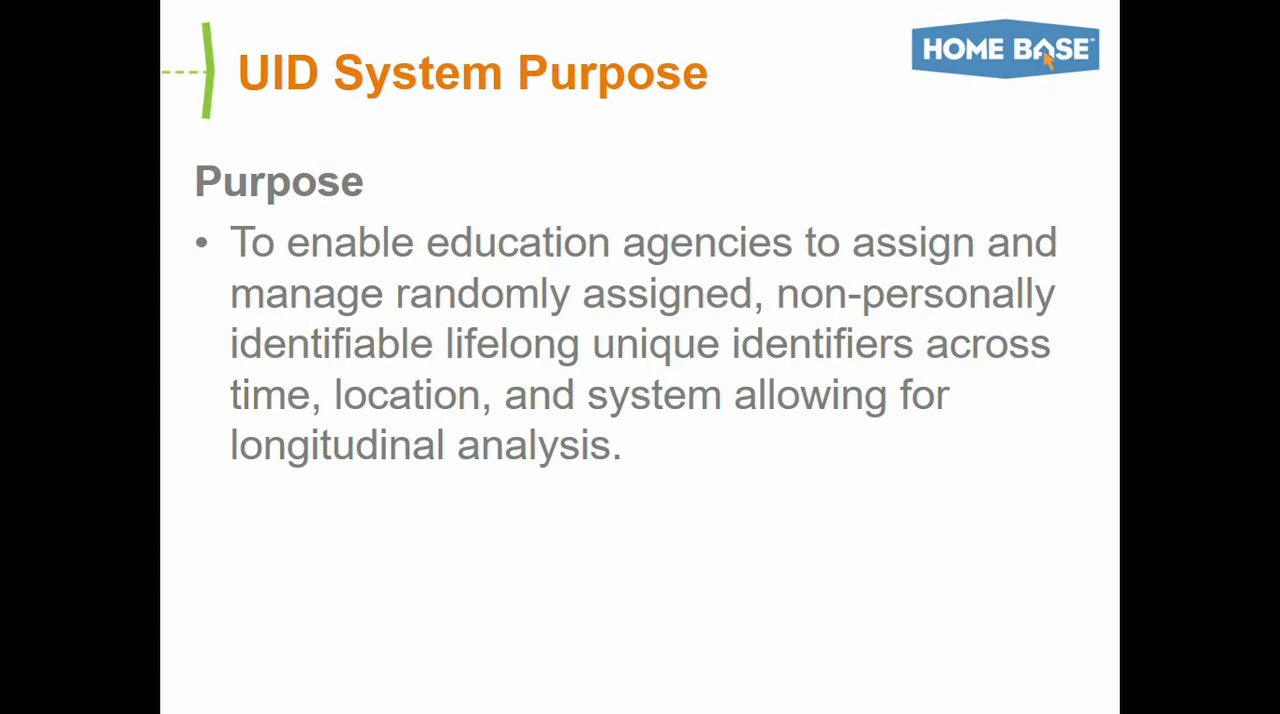 HOME BASE™
UID System Purpose
Purpose
• To enable education agencies to assign and
manage randomly assigned, non-personally
identifiable lifelong unique identifiers across
time, location, and system allowing for
longitudinal analysis.